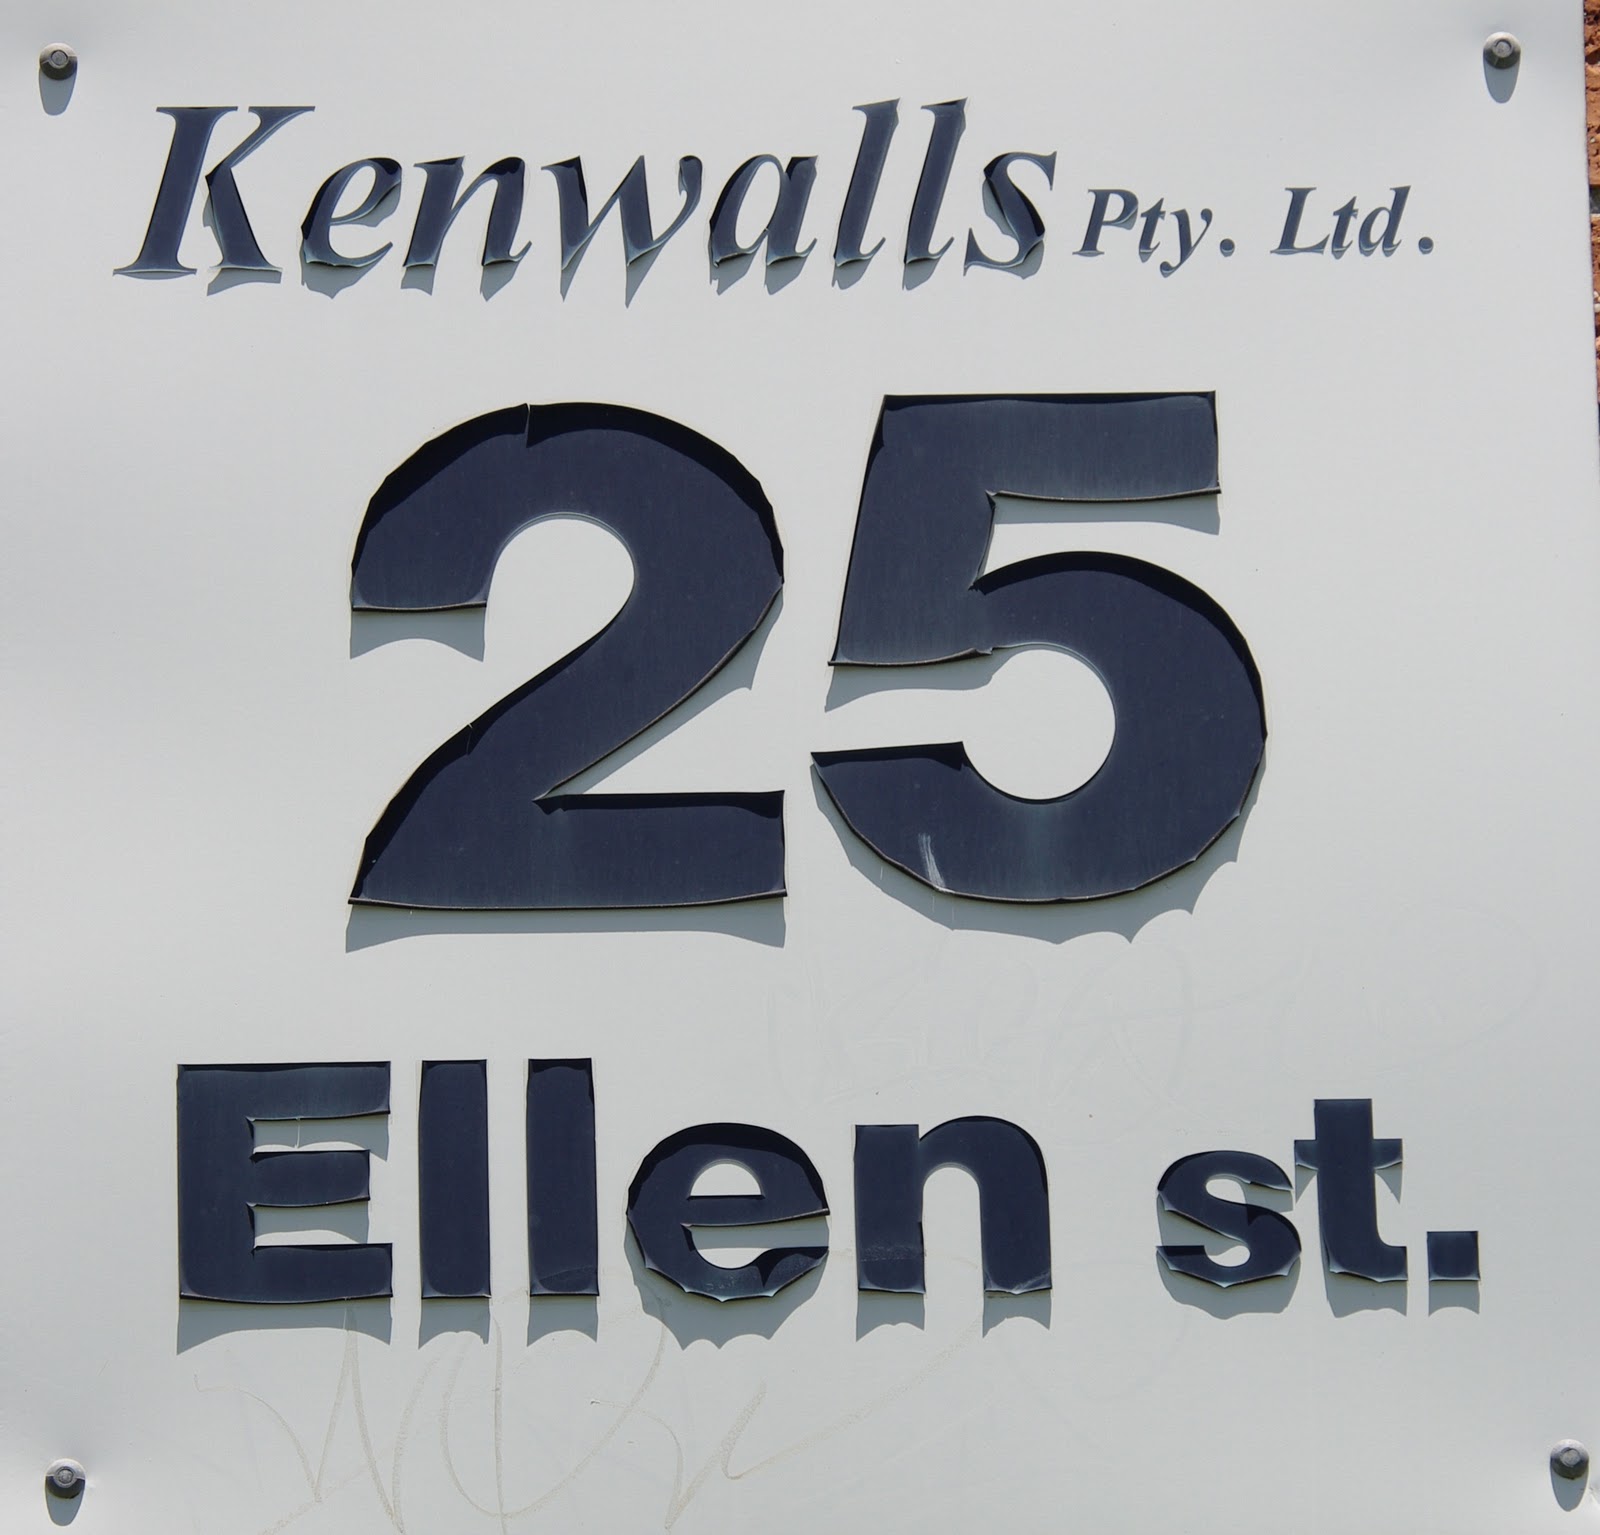 Kenwalls Pty. Ltd.
25
Ellen st.